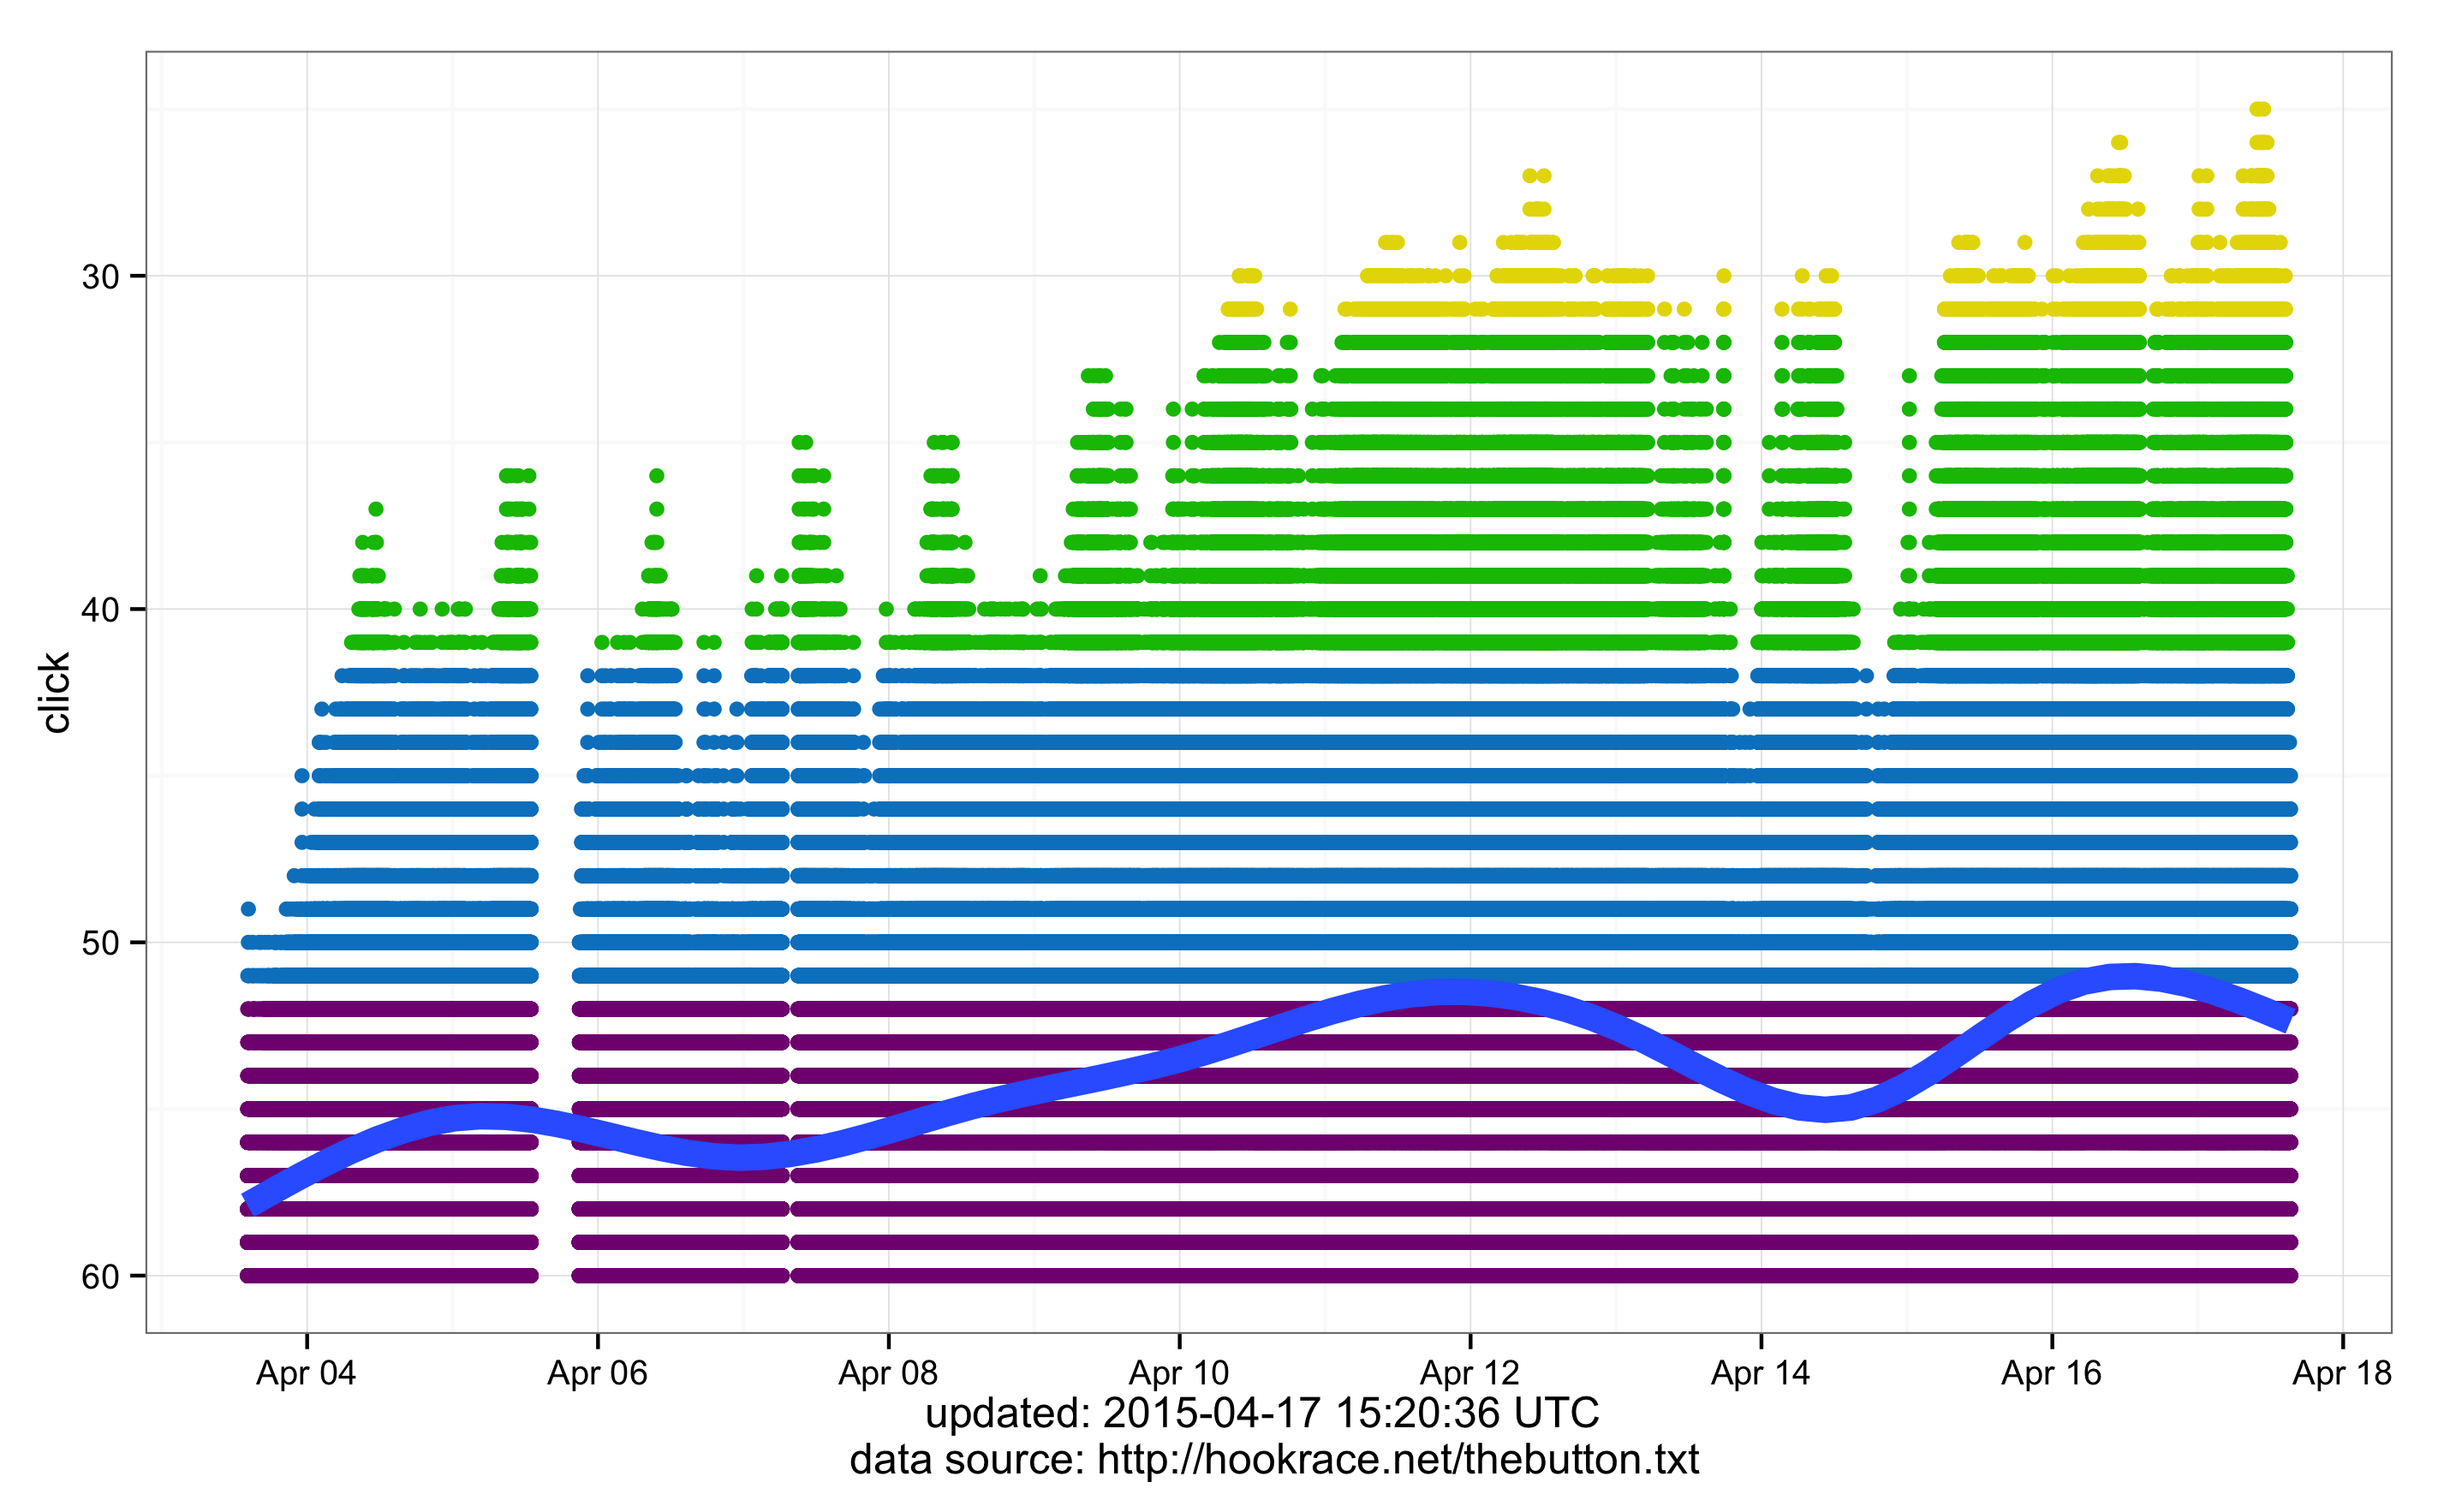 click
30
40
50
60
Apr 04
Apr 06
Apr 08
Apr 10
Apr 12
Apr 14
Apr 16
Apr 18
updated: 2015-04-17 15:20:36 UTC
data source: http://hookrace.net/thebutton.txt